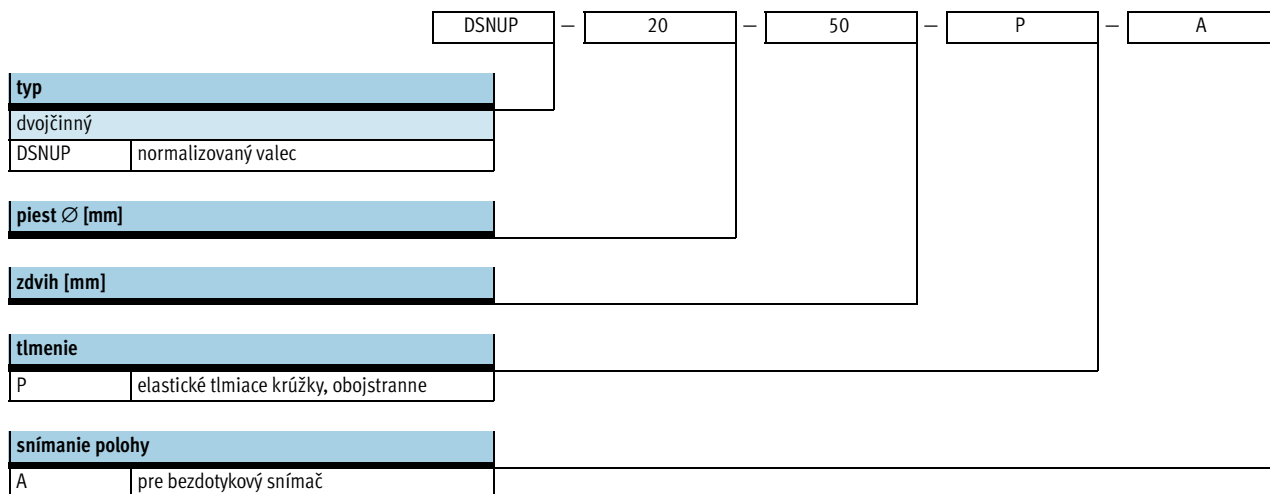 DSNUP – 20 – 50 – P – A
typ
dvojčinný
DSNUP normalizovaný valec
piest ∅ [mm]
zdvih [mm]
tlmenie
P elastické tlmiace krúžky, obojstranne
snímanie polohy
A pre bezdotykový snímač